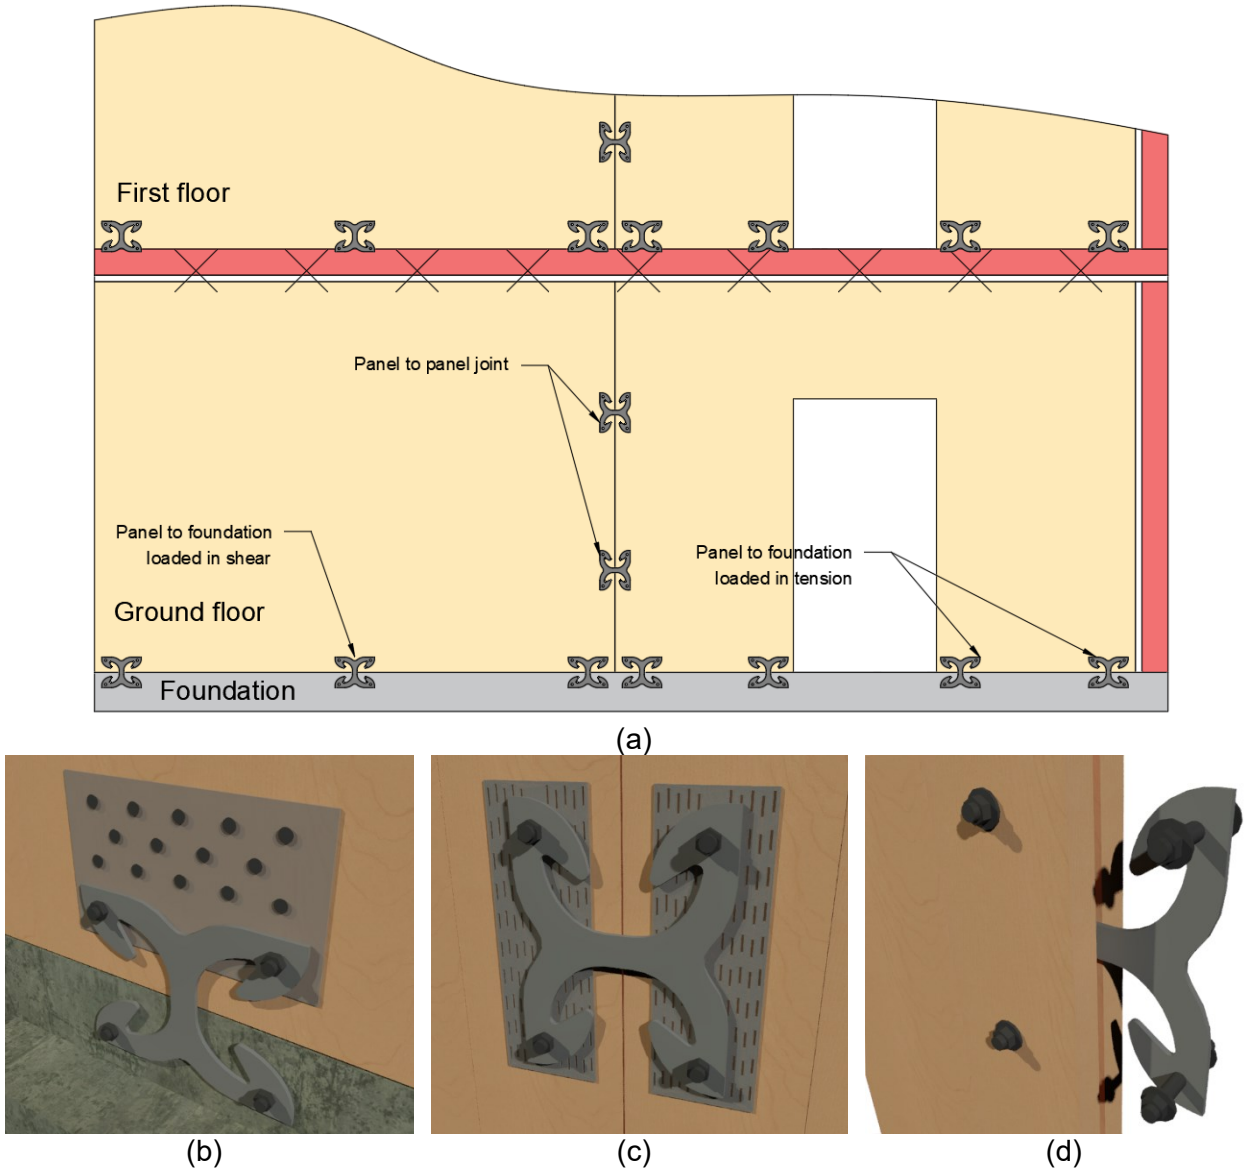 First floor
Panel to panel joint
Panel to foundation
loaded in shear
Panel to foundation
loaded in tension
Ground floor
Foundation
(a)
(b)
(c)
(d)